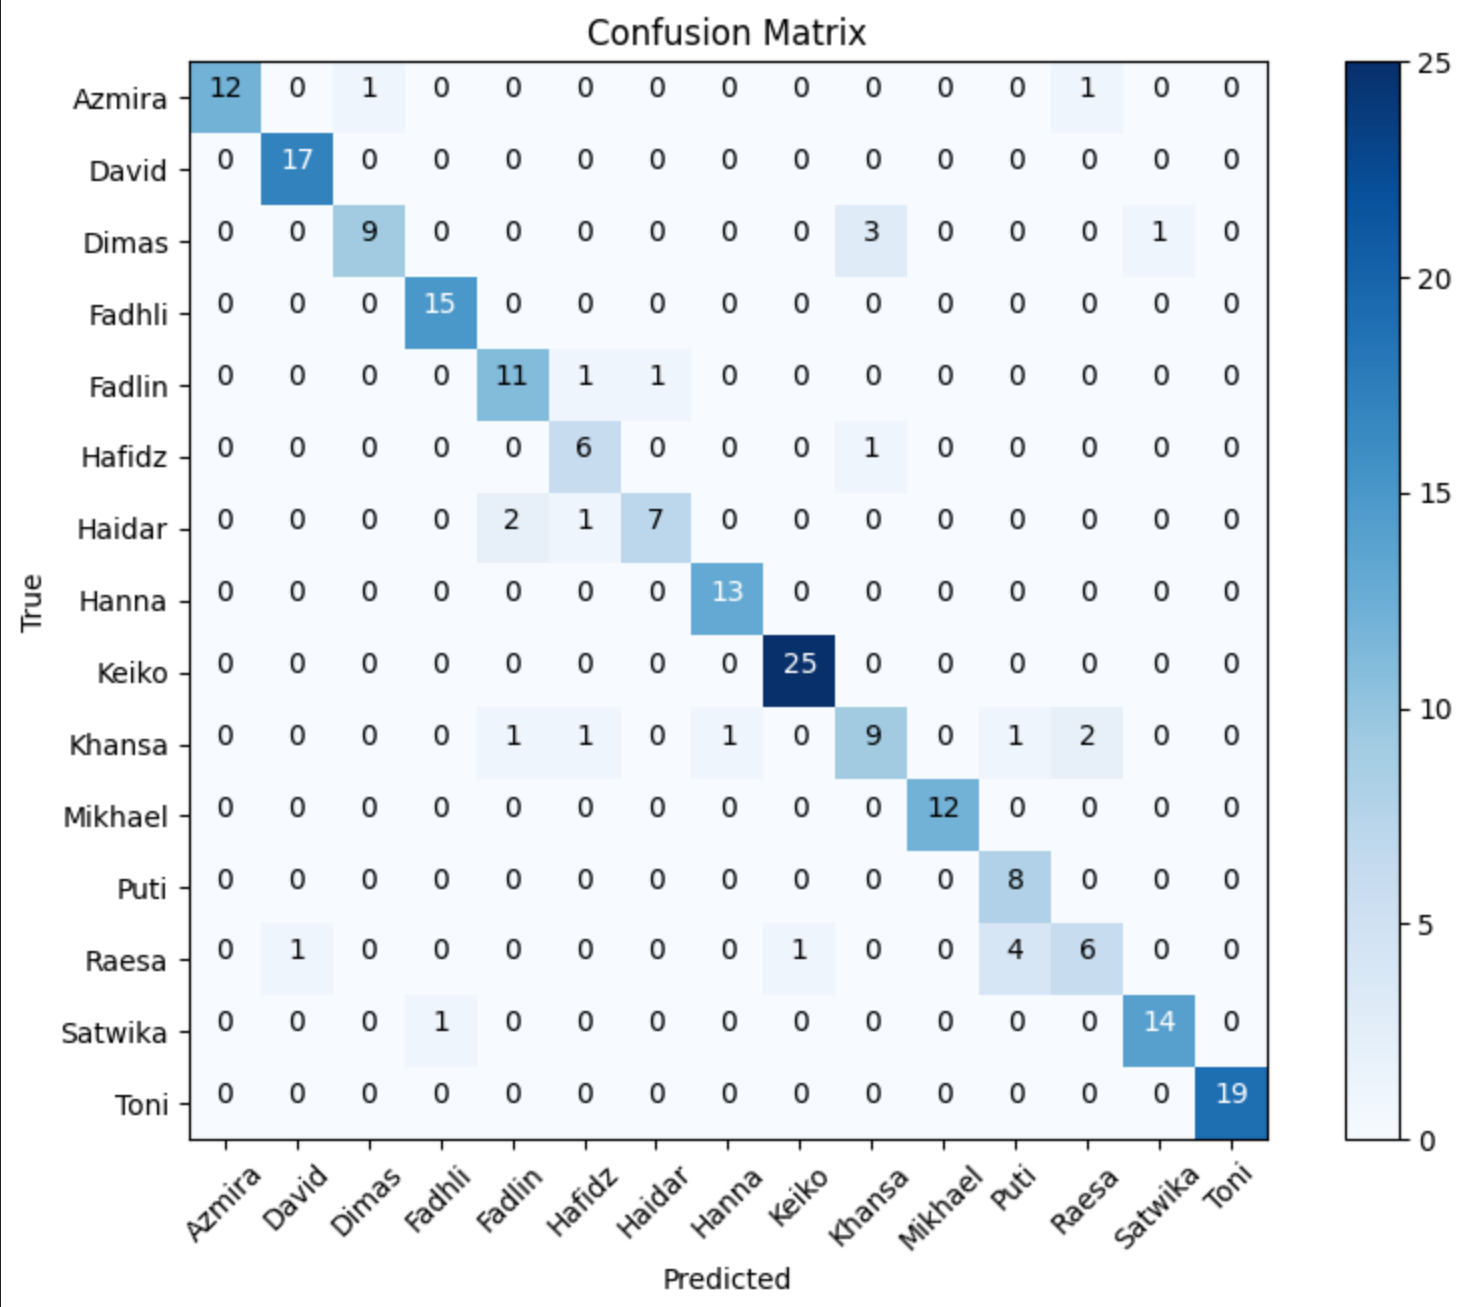 Confusion Matrix
Azmira 12 0 1 0 0 0 0 0 0 0 0 0 1 0 0
David 0 17 0 0 0 0 0 0 0 0 0 0 0 0 0
Dimas 0 0 9 0 0 0 0 0 0 3 0 0 0 1 0
Fadhli 0 0 0 15 0 0 0 0 0 0 0 0 0 0 0
Fadlin 0 0 0 0 11 1 1 0 0 0 0 0 0 0 0
Hafidz 0 0 0 0 0 6 0 0 0 1 0 0 0 0 0
Haidar 0 0 0 0 2 1 7 0 0 0 0 0 0 0 0
Hanna 0 0 0 0 0 0 0 13 0 0 0 0 0 0 0
Keiko 0 0 0 0 0 0 0 0 25 0 0 0 0 0 0
Khansa 0 0 0 0 1 1 0 1 0 9 0 1 2 0 0
Mikhael 0 0 0 0 0 0 0 0 0 0 12 0 0 0 0
Puti 0 0 0 0 0 0 0 0 0 0 0 8 0 0 0
Raesa 0 1 0 0 0 0 0 0 1 0 0 4 6 0 0
Satwika 0 0 0 1 0 0 0 0 0 0 0 0 0 14 0
Toni 0 0 0 0 0 0 0 0 0 0 0 0 0 0 19
True
Azmira David Dimas Fadhli Fadlin Hafidz Haidar Hanna Keiko Khansa Mikhael Puti Raesa Satwika Toni
Predicted
25
20
15
10
5
0